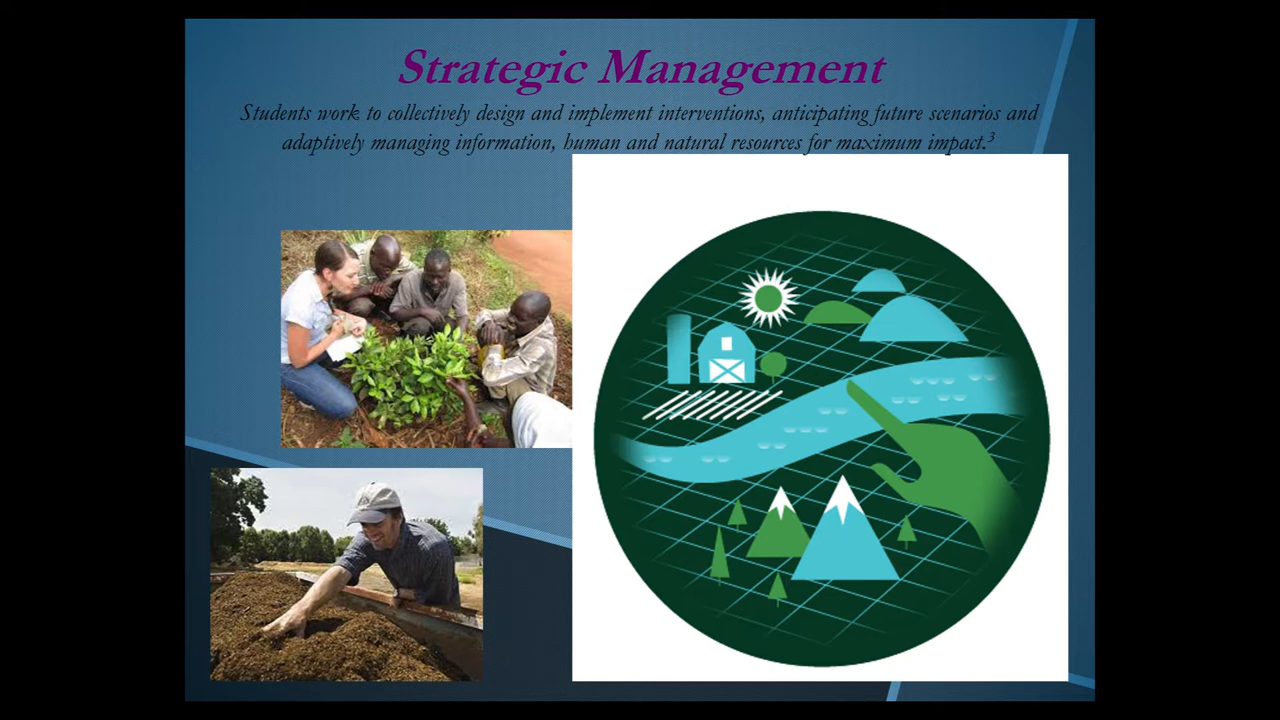 Strategic Management
Students work to collectively design and implement interventions, anticipating future scenarios and
adaptively managing information, human and natural resources for maximum impact.³